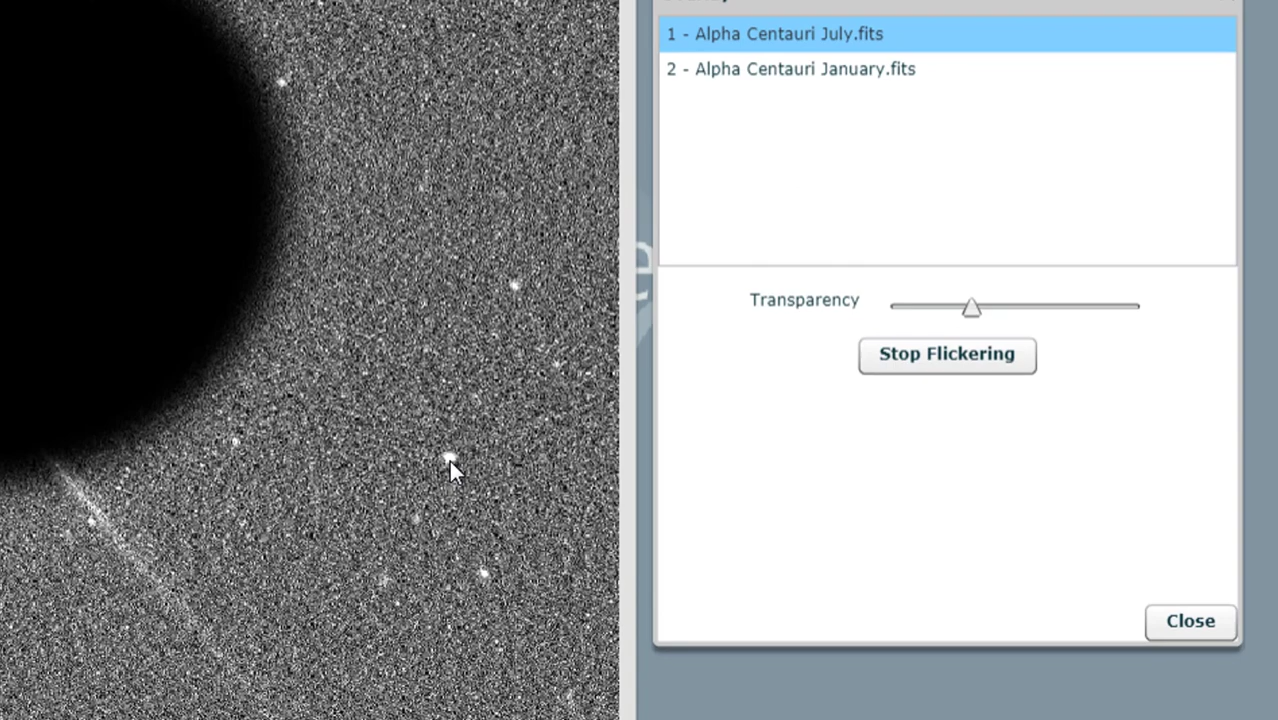 1 - Alpha Centauri July.fits
2 - Alpha Centauri January.fits
Transparency
Stop Flickering
Close